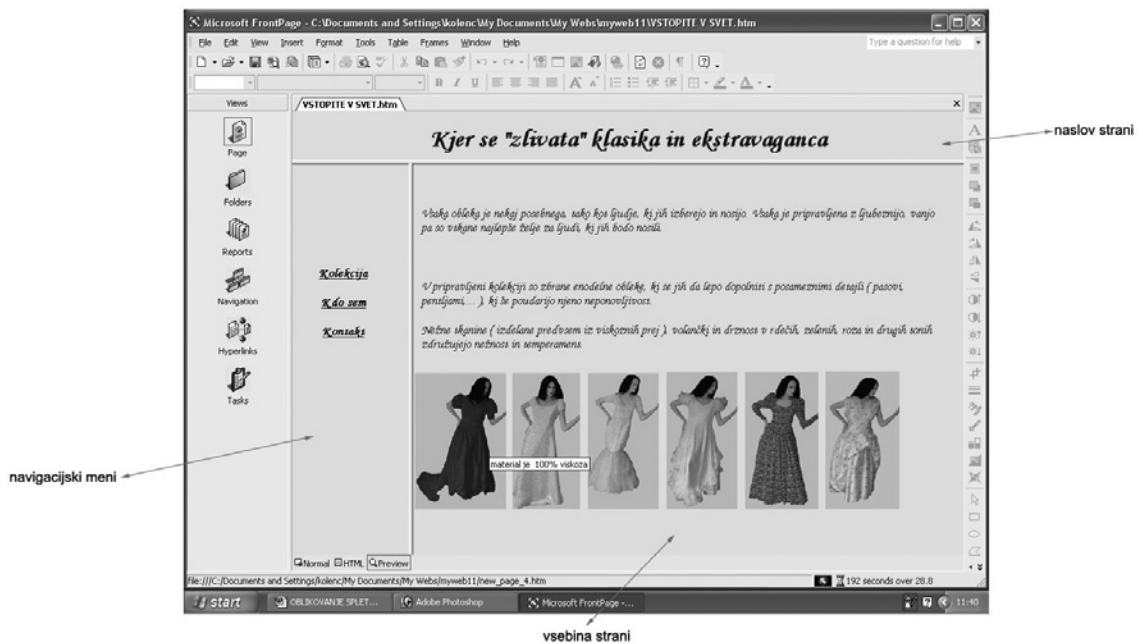 Microsoft FrontPage - C:\Documents and Settings\kolenc\My Documents\My Webs\myweb11\VSTOPITE V SVET.htm
File Edit View Insert Format Tools Table Frames Window Help
Type a question for help
Views
VSTOPITE V SVET.htm
Kjer se "zlivata" klasika in ekstravaganca
naslov strani
Page
Folders
Reports
Navigation
Hyperlinks
Tasks
Kolekcija
Kdo sem
Kontakt
Vsaka obleka je nekaj posebnega, tako kot ljudje, ki jih izberejo in nosijo. Vsaka je pripravljena z ljubeznijo, vanjo
pa so vtkane najlepše želje za ljudi, ki jih bodo nosili.
V pripravljeni kolekciji so zbrane enodelne obleke, ki se jih da lepo dopolniti s posameznimi detajli ( pasovi,
pentljami,... ), ki še poudarijo njeno neponovljivost.
Nežne tkanine ( izdelane predvsem iz viskoznih prej ), volančki in drznost v rdečih, zelenih, roza in drugih tonih
združujejo nežnost in temperament.
material je 100% viskoza
navigacijski meni
Normal HTML Preview
file:///C:/Documents and Settings/kolenc/My Documents/My Webs/myweb11/new_page_4.htm
192 seconds over 28.8
start
OBLIKOVANJE SPLET...
Adobe Photoshop
Microsoft FrontPage -...
11:40
vsebina strani